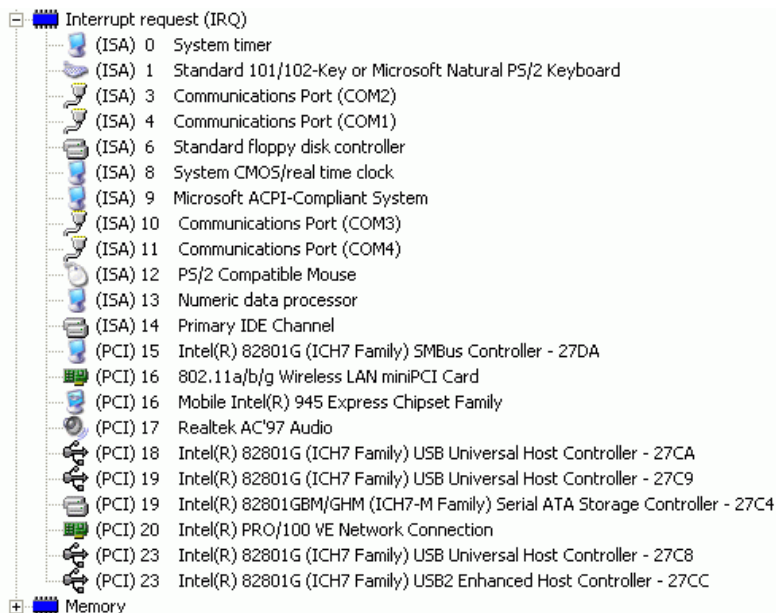 Interrupt request (IRQ)
(ISA) 0 System timer
(ISA) 1 Standard 101/102-Key or Microsoft Natural PS/2 Keyboard
(ISA) 3 Communications Port (COM2)
(ISA) 4 Communications Port (COM1)
(ISA) 6 Standard floppy disk controller
(ISA) 8 System CMOS/real time clock
(ISA) 9 Microsoft ACPI-Compliant System
(ISA) 10 Communications Port (COM3)
(ISA) 11 Communications Port (COM4)
(ISA) 12 PS/2 Compatible Mouse
(ISA) 13 Numeric data processor
(ISA) 14 Primary IDE Channel
(PCI) 15 Intel(R) 82801G (ICH7 Family) SMBus Controller - 27DA
(PCI) 16 802.11a/b/g Wireless LAN miniPCI Card
(PCI) 16 Mobile Intel(R) 945 Express Chipset Family
(PCI) 17 Realtek AC'97 Audio
(PCI) 18 Intel(R) 82801G (ICH7 Family) USB Universal Host Controller - 27CA
(PCI) 19 Intel(R) 82801G (ICH7 Family) USB Universal Host Controller - 27C9
(PCI) 19 Intel(R) 82801GBM/GHM (ICH7-M Family) Serial ATA Storage Controller - 27C4
(PCI) 20 Intel(R) PRO/100 VE Network Connection
(PCI) 23 Intel(R) 82801G (ICH7 Family) USB Universal Host Controller - 27C8
(PCI) 23 Intel(R) 82801G (ICH7 Family) USB2 Enhanced Host Controller - 27CC
Memory